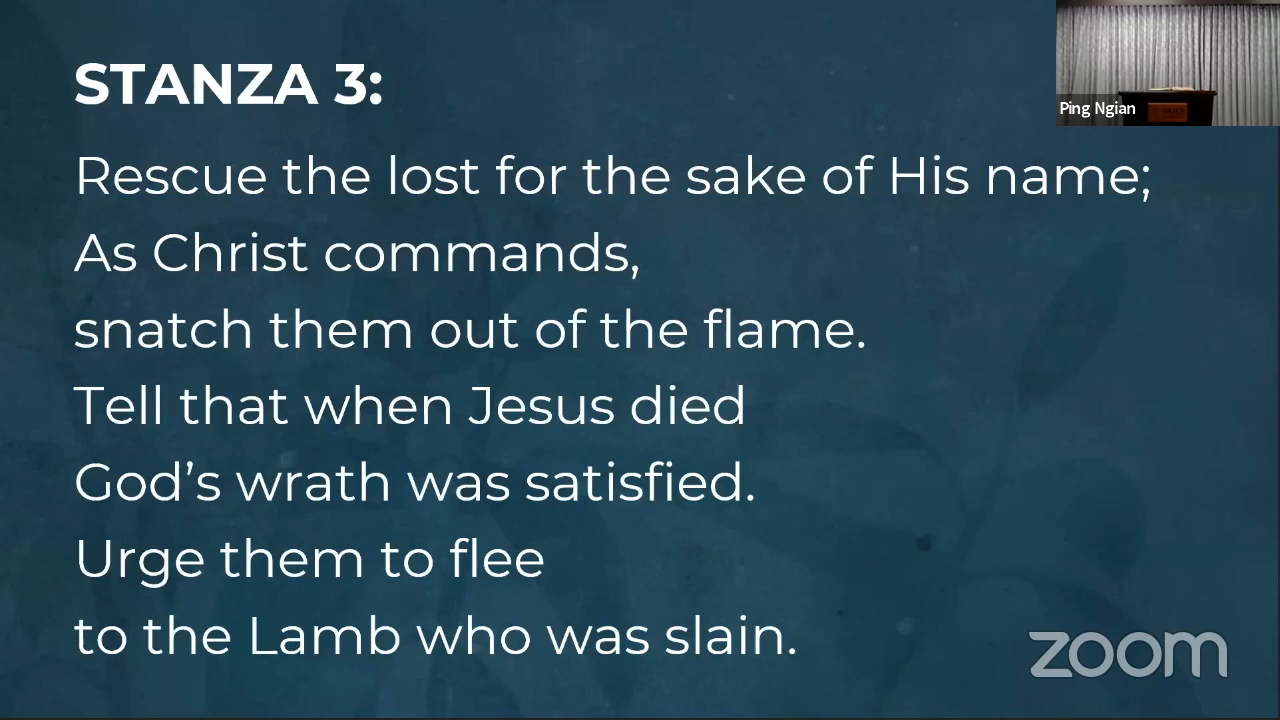 STANZA 3:
Rescue the lost for the sake of His name;
As Christ commands,
snatch them out of the flame.
Tell that when Jesus died
God’s wrath was satisfied.
Urge them to flee
to the Lamb who was slain.
Ping Ngian
zoom